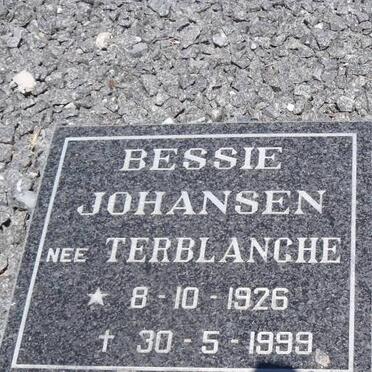 BESSIE
JOHANSEN
NEE TERBLANCHE
★ 8-10-1926
† 30-5-1999